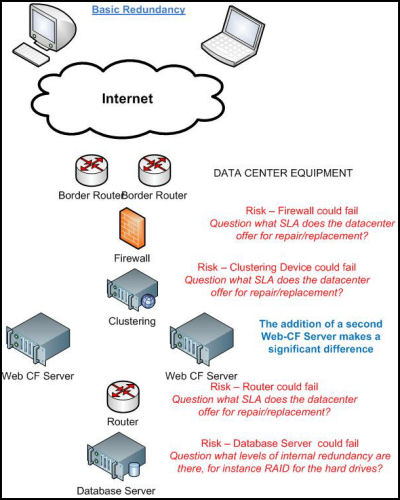 Basic Redundancy
Internet
DATA CENTER EQUIPMENT
Border Router
Border Router
Risk – Firewall could fail
Question what SLA does the datacenter
offer for repair/replacement?
Firewall
Risk – Clustering Device could fail
Question what SLA does the datacenter
offer for repair/replacement?
Clustering
The addition of a second
Web-CF Server makes a
significant difference
Web CF Server
Web CF Server
Risk – Router could fail
Question what SLA does the datacenter
offer for repair/replacement?
Router
Risk – Database Server could fail
Question what levels of internal redundancy are
there, for instance RAID for the hard drives?
Database Server